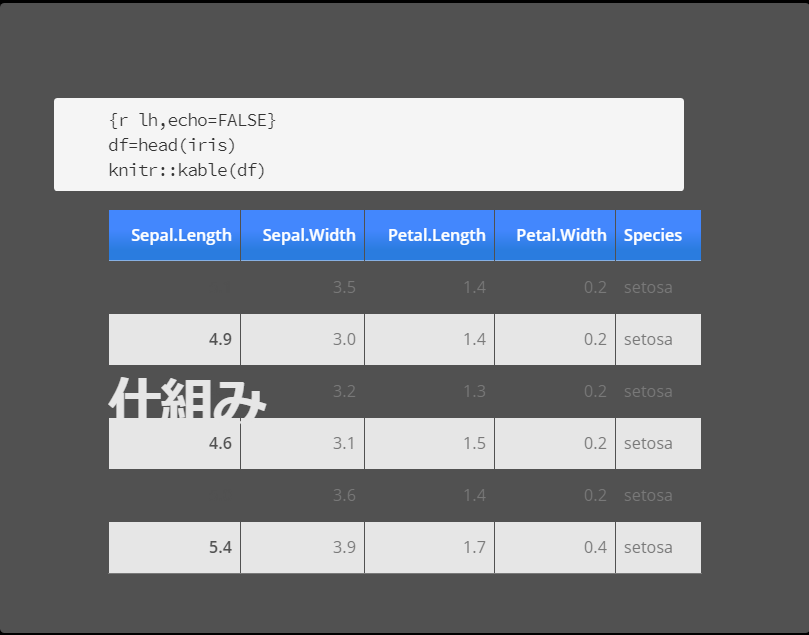 {r lh,echo=FALSE}
df=head(iris)
knitr::kable(df)
Sepal.Length Sepal.Width Petal.Length Petal.Width Species
3.5 1.4 0.2 setosa
4.9 3.0 1.4 0.2 setosa
仕組み
3.2 1.3 0.2 setosa
4.6 3.1 1.5 0.2 setosa
3.6 1.4 0.2 setosa
5.4 3.9 1.7 0.4 setosa